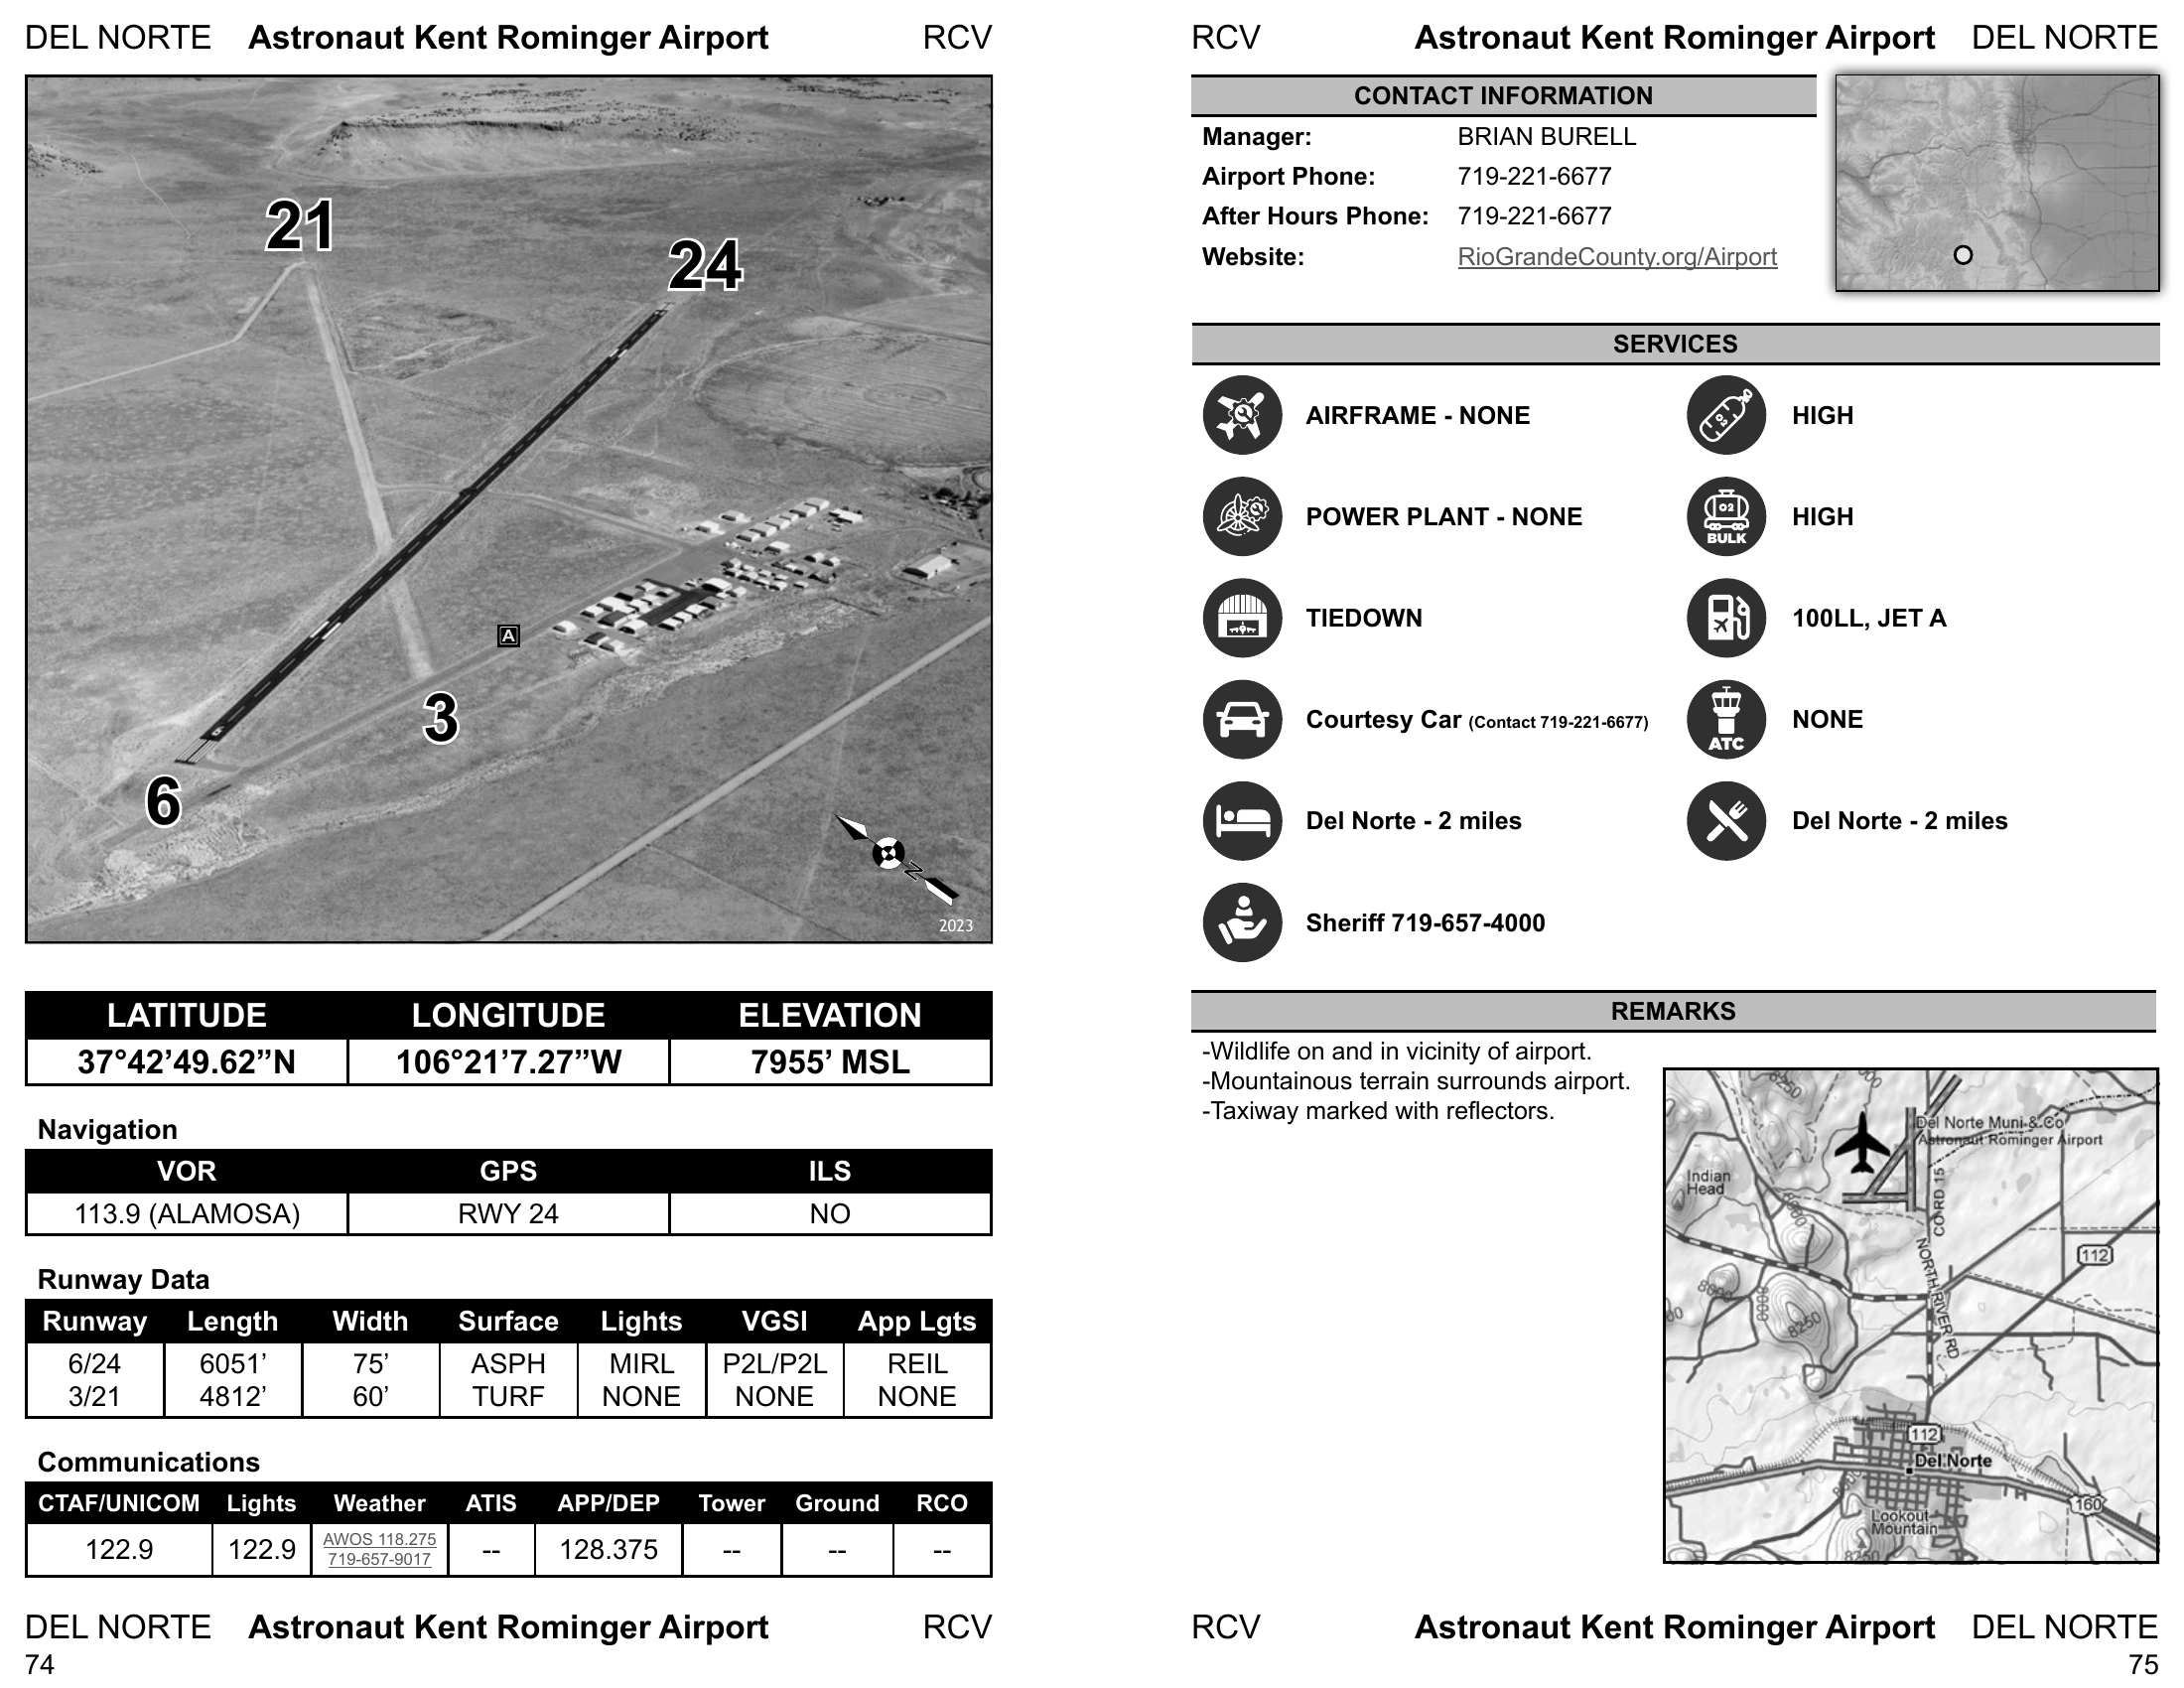 DEL NORTE Astronaut Kent Rominger Airport RCV
21
24
A
3
6
N
2023
LATITUDE LONGITUDE ELEVATION
37°42’49.62”N 106°21’7.27”W 7955’ MSL
Navigation
VOR GPS ILS
113.9 (ALAMOSA) RWY 24 NO
Runway Data
Runway Length Width Surface Lights VGSI App Lgts
6/24 6051’ 75’ ASPH MIRL P2L/P2L REIL
3/21 4812’ 60’ TURF NONE NONE NONE
Communications
CTAF/UNICOM Lights Weather ATIS APP/DEP Tower Ground RCO
122.9 122.9 AWOS 118.275 -- 128.375 -- -- --
719-657-9017
DEL NORTE Astronaut Kent Rominger Airport RCV
74
RCV Astronaut Kent Rominger Airport DEL NORTE
CONTACT INFORMATION
Manager: BRIAN BURELL
Airport Phone: 719-221-6677
After Hours Phone: 719-221-6677
Website: RioGrandeCounty.org/Airport
SERVICES
AIRFRAME - NONE O2 HIGH
POWER PLANT - NONE O2 BULK HIGH
TIEDOWN 100LL, JET A
Courtesy Car (Contact 719-221-6677) ATC NONE
Del Norte - 2 miles Del Norte - 2 miles
Sheriff 719-657-4000
REMARKS
-Wildlife on and in vicinity of airport.
-Mountainous terrain surrounds airport.
-Taxiway marked with reflectors.
8250
Del Norte Muni & Co
Astronaut Rominger Airport
Indian
Head
CO RD 15
8000
NORTH RIVER RD
112
8000
8000
8250
112
Del Norte
160
Lookout
Mountain
8250
RCV Astronaut Kent Rominger Airport DEL NORTE
75